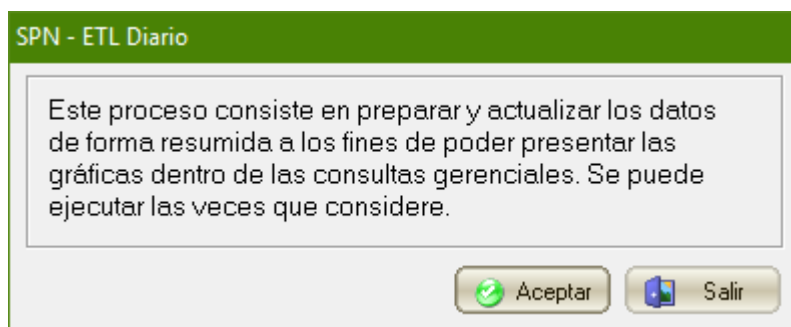 SPN - ETL Diario
Este proceso consiste en preparar y actualizar los datos
de forma resumida a los fines de poder presentar las
gráficas dentro de las consultas gerenciales. Se puede
ejecutar las veces que considere.
Aceptar Salir